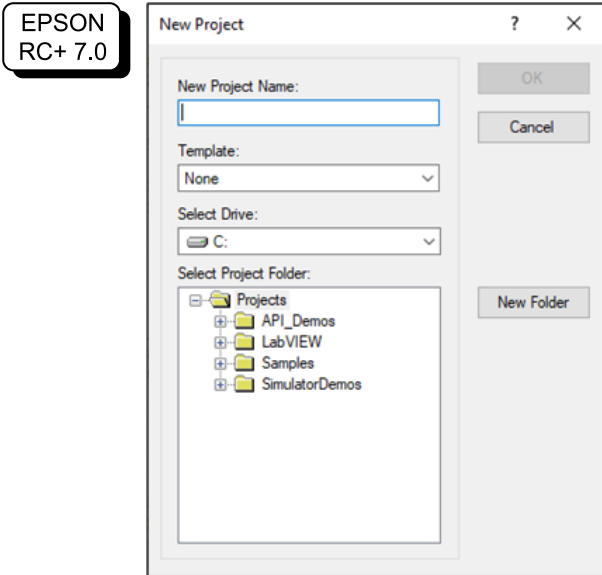 EPSON
RC+ 7.0
New Project
?
New Project Name:
OK
Cancel
Template:
None
Select Drive:
C:
Select Project Folder:
Projects
New Folder
API_Demos
LabVIEW
Samples
SimulatorDemos